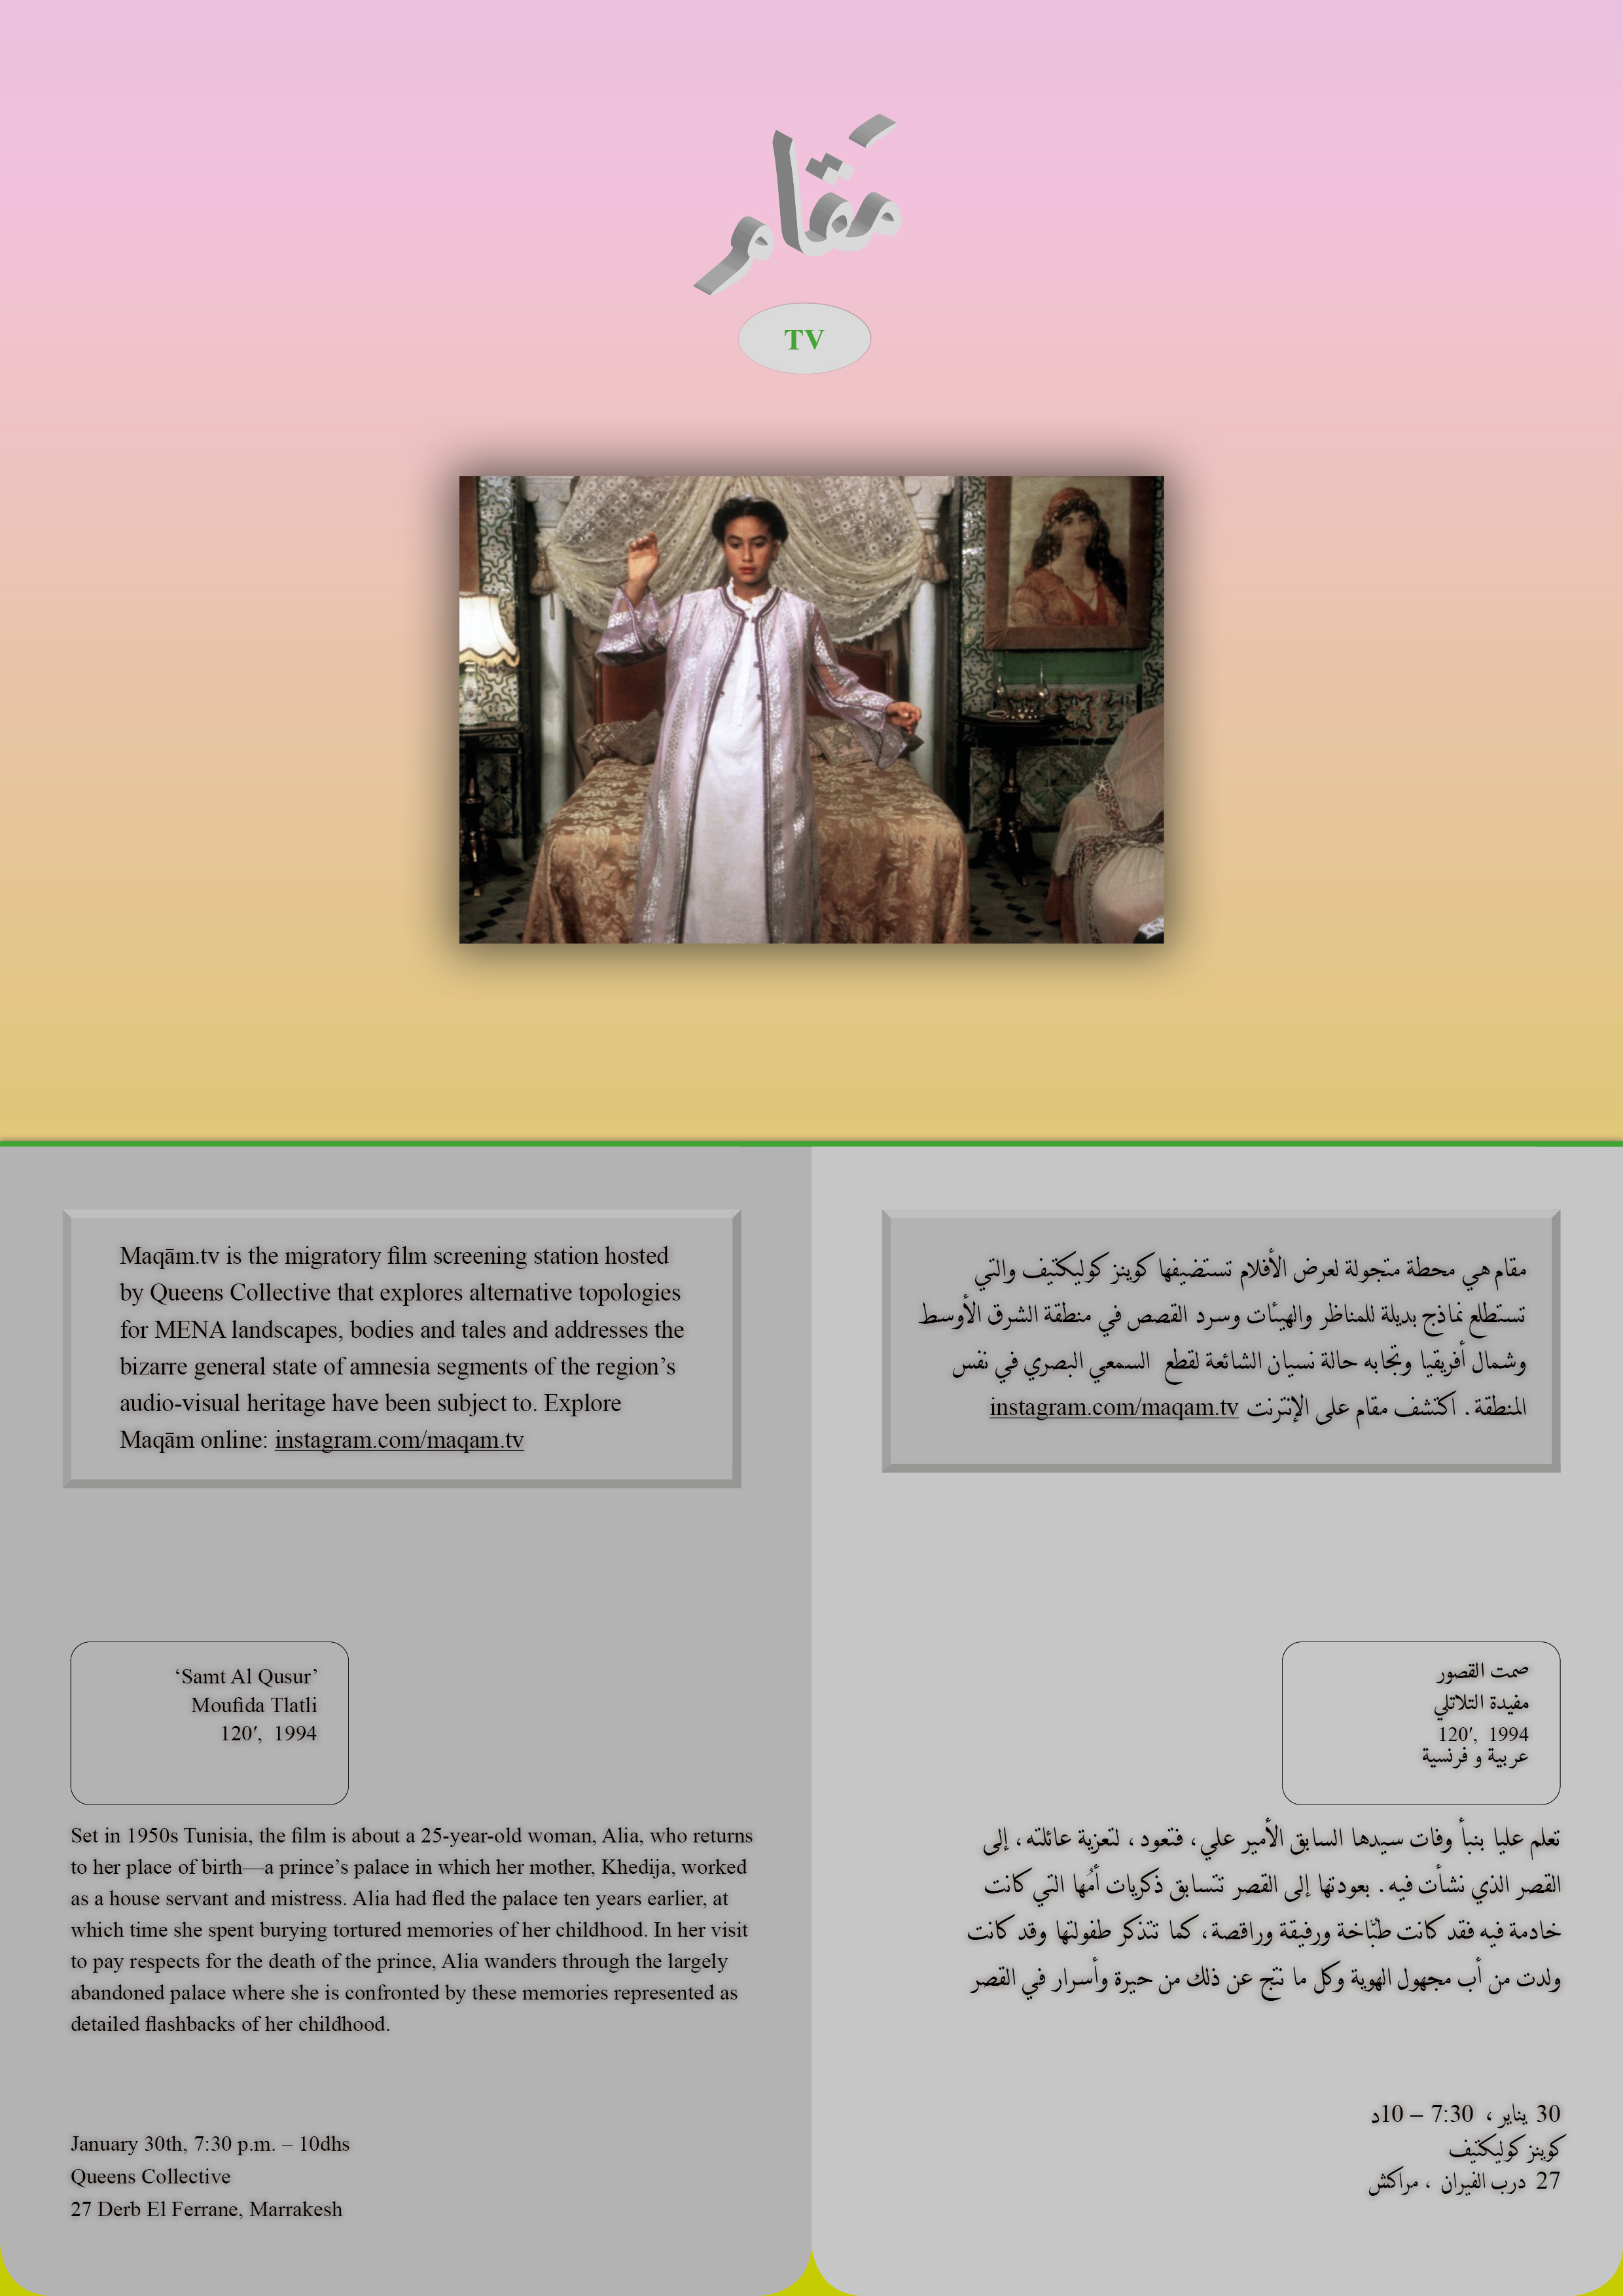 مَقام
TV
Maqām.tv is the migratory film screening station hosted
by Queens Collective that explores alternative topologies
for MENA landscapes, bodies and tales and addresses the
bizarre general state of amnesia segments of the region’s
audio-visual heritage have been subject to. Explore
Maqām online: instagram.com/maqam.tv
مقام هي محطة متجولة لعرض الأفلام تستضيفها كوينز كوليكتيف والتي
تستطلع نماذج بديلة للمناظر والهيئات وسرد القصص في منطقة الشرق الأوسط
وشمال أفريقيا وتجابه حالة نسيان الشائعة لقطع السمعي البصري في نفس
المنطقة . اكتشف مقام على الإنترنت instagram.com/maqam.tv
‘Samt Al Qusur’
Moufida Tlatli
120′, 1994
صمت القصور
مفيدة التلاتلي
120′, 1994
عربية و فرنسية
Set in 1950s Tunisia, the film is about a 25-year-old woman, Alia, who returns
to her place of birth—a prince’s palace in which her mother, Khedija, worked
as a house servant and mistress. Alia had fled the palace ten years earlier, at
which time she spent burying tortured memories of her childhood. In her visit
to pay respects for the death of the prince, Alia wanders through the largely
abandoned palace where she is confronted by these memories represented as
detailed flashbacks of her childhood.
تعلم عليا بنبأ وفات سيدها السابق الأمير علي، فتعود ، لتعزية عائلته ، إلى
القصر الذي نشأت فيه . بعودتها إلى القصر تتسابق ذكريات أمُها التي كانت
خادمة فيه فقد كانت طبّاخة ورفيقة وراقصة، كما تتذكر طفولتها وقد كانت
ولدت من أب مجهول الهوية وكل ما نتج عن ذلك من حيرة وأسرار في القصر
January 30th, 7:30 p.m. – 10dhs
Queens Collective
27 Derb El Ferrane, Marrakesh
30 يناير ، 7:30 – 10د
كوينز كوليكتيف
27 درب الفيران ، مراكش